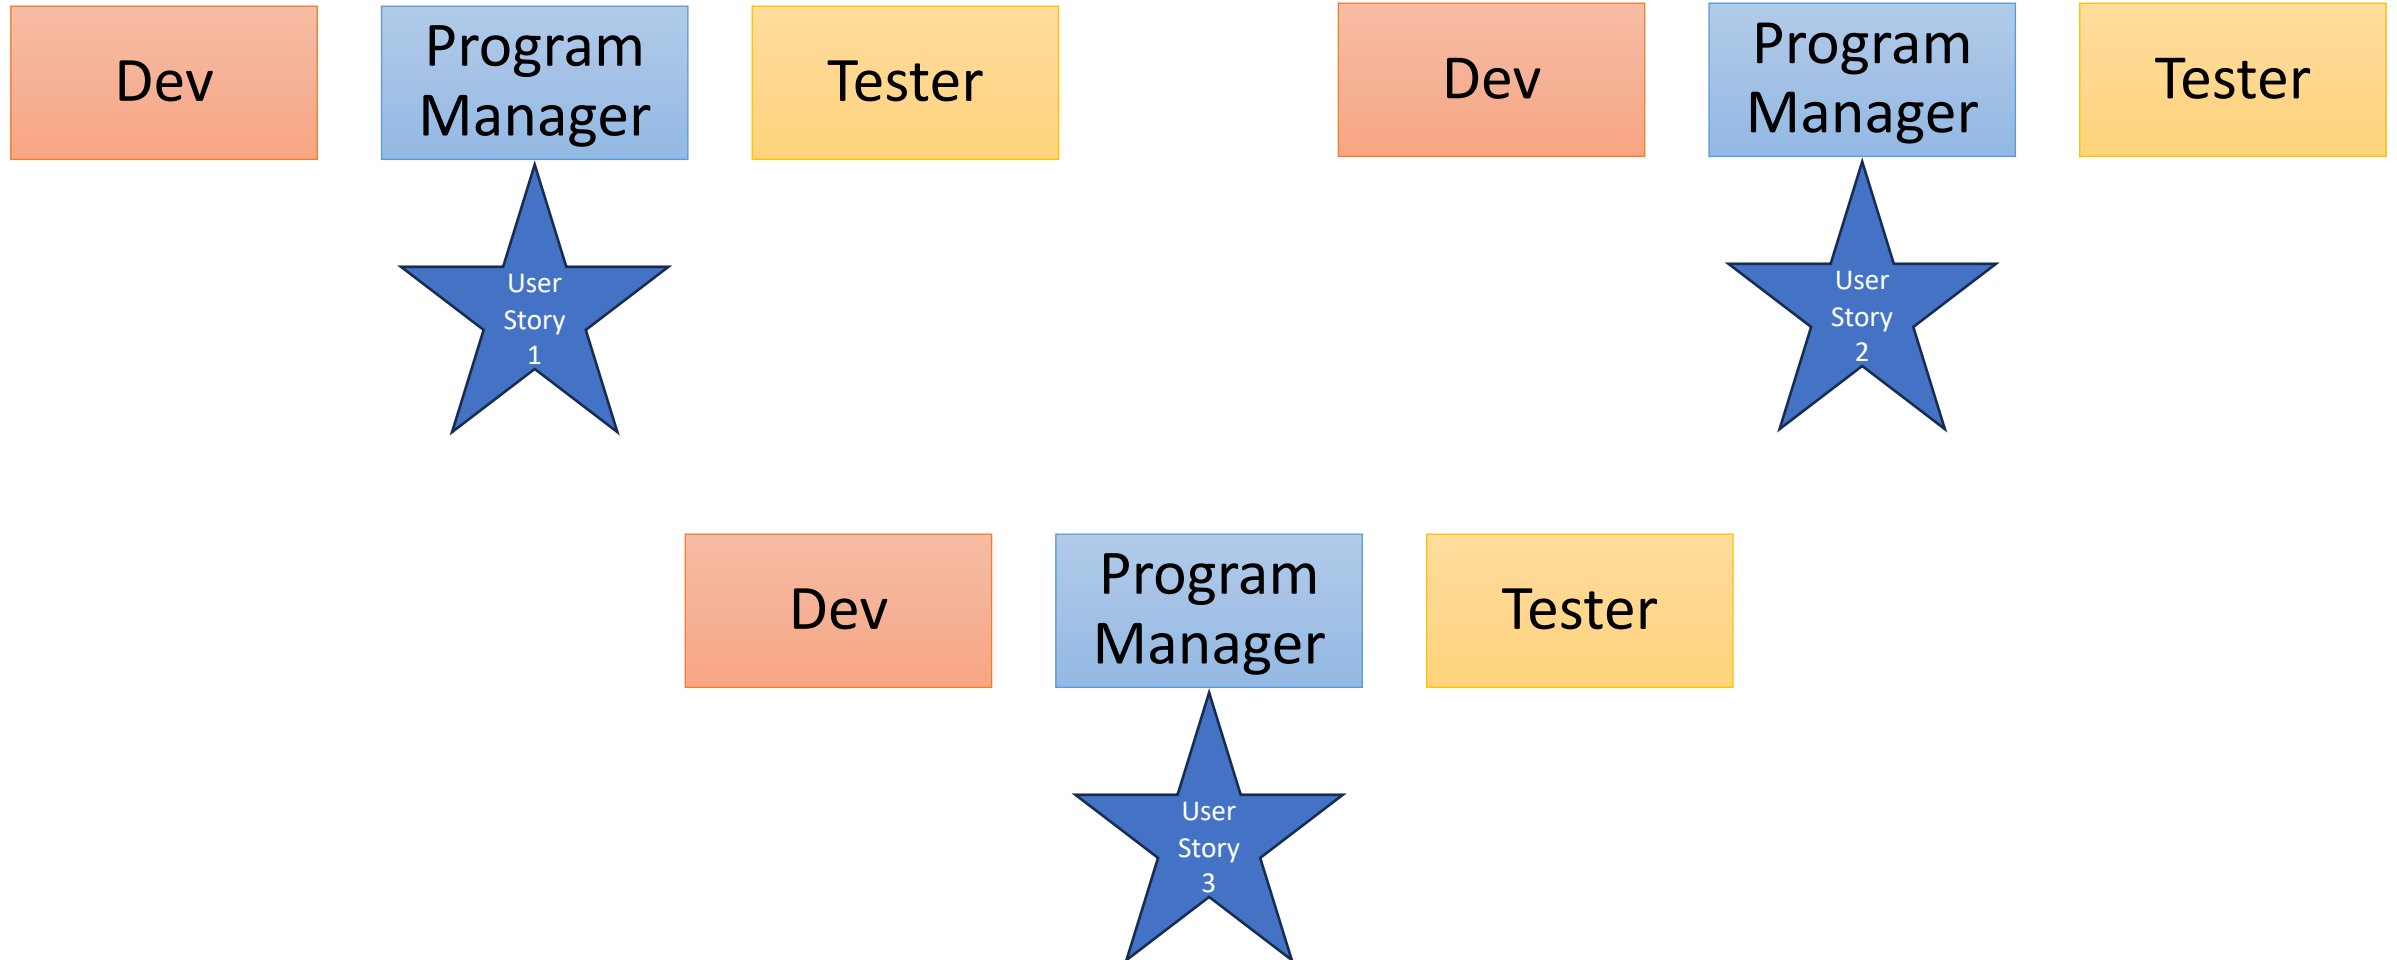 Dev
Program
Manager
Tester
User
Story
1
Dev
Program
Manager
Tester
User
Story
2
Dev
Program
Manager
Tester
User
Story
3